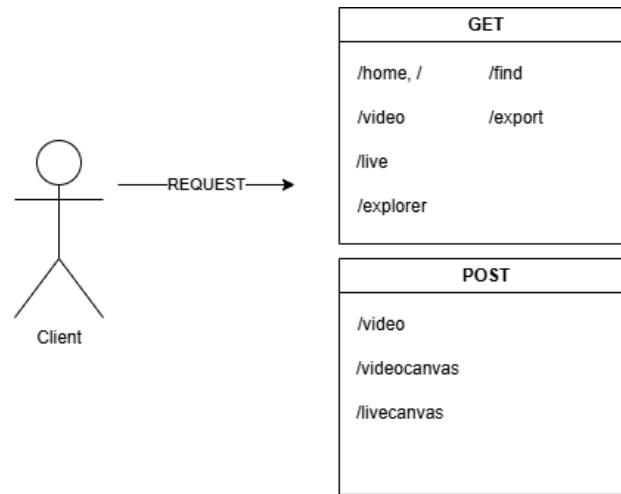 GET
/home, / /find
/video /export
/live
/explorer
REQUEST
Client
POST
/video
/videocanvas
/livecanvas